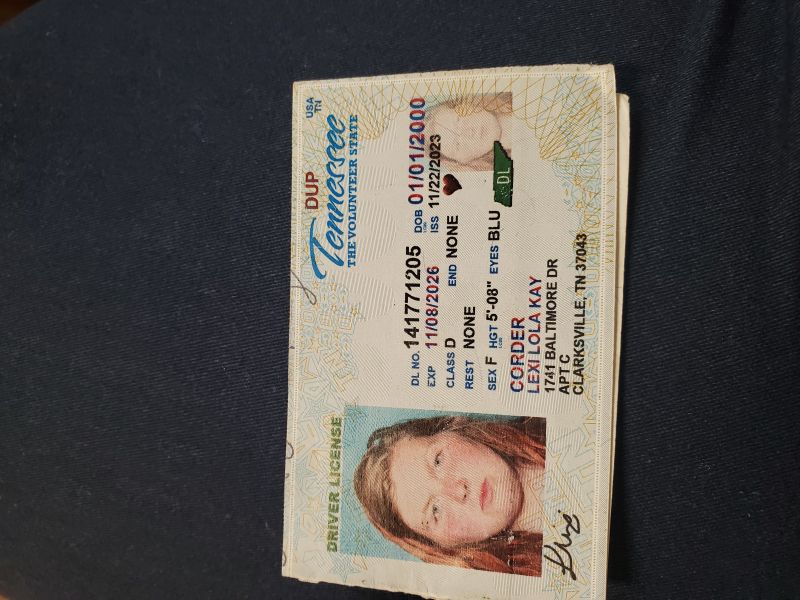 USA
TN
DUP
Tennessee
THE VOLUNTEER STATE
DRIVER LICENSE
DL NO. 141771205 DOB 01/01/2000
EXP 11/08/2026 ISS 11/22/2023
CLASS D END NONE
REST NONE
SEX F HGT 5'-08" EYES BLU
DL
CORDER
LEXI LOLA KAY
1741 BALTIMORE DR
APT C
CLARKSVILLE, TN 37043